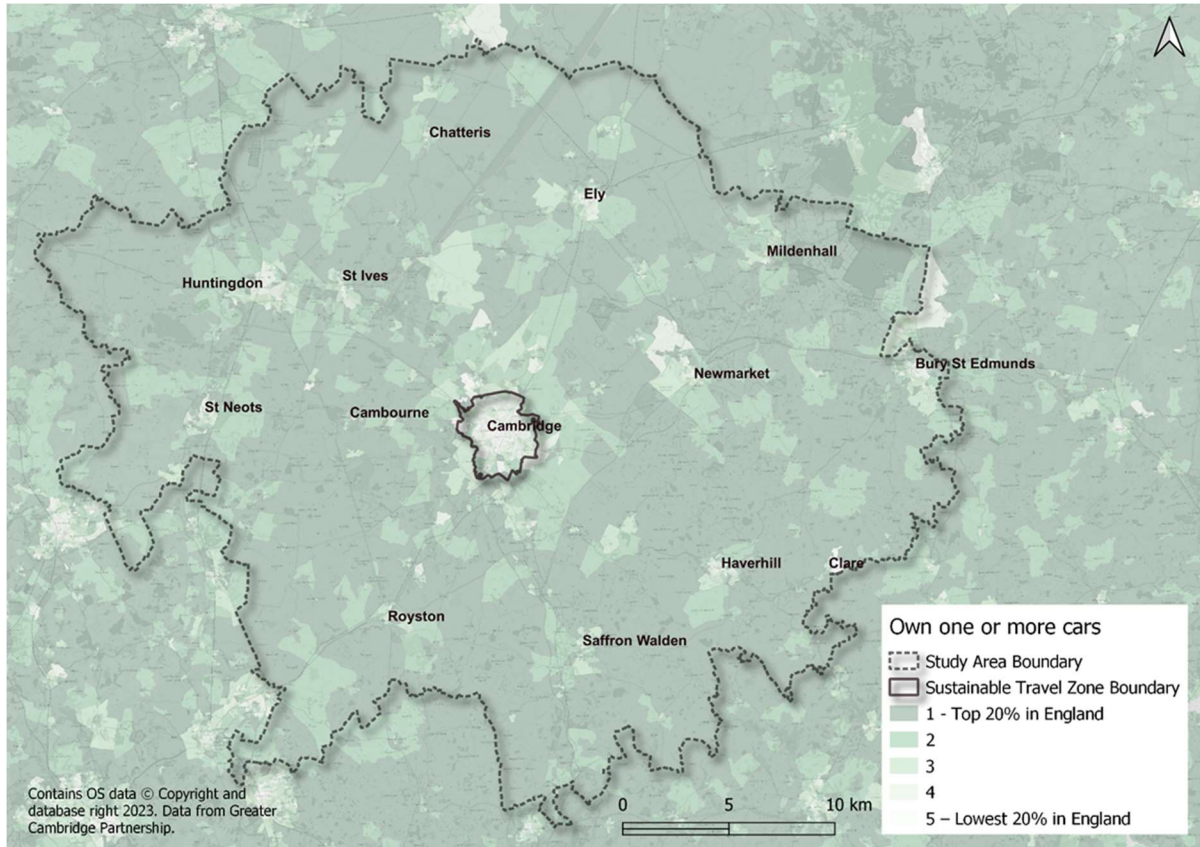 Chatteris
Ely
Mildenhall
Huntingdon
St Ives
Bury St Edmunds
Newmarket
St Neots
Cambourne
Cambridge
Haverhill
Clare
Royston
Saffron Walden
Own one or more cars
Study Area Boundary
Sustainable Travel Zone Boundary
1 - Top 20% in England
2
3
4
5 – Lowest 20% in England
Contains OS data © Copyright and
database right 2023. Data from Greater
Cambridge Partnership.
0 5 10 km